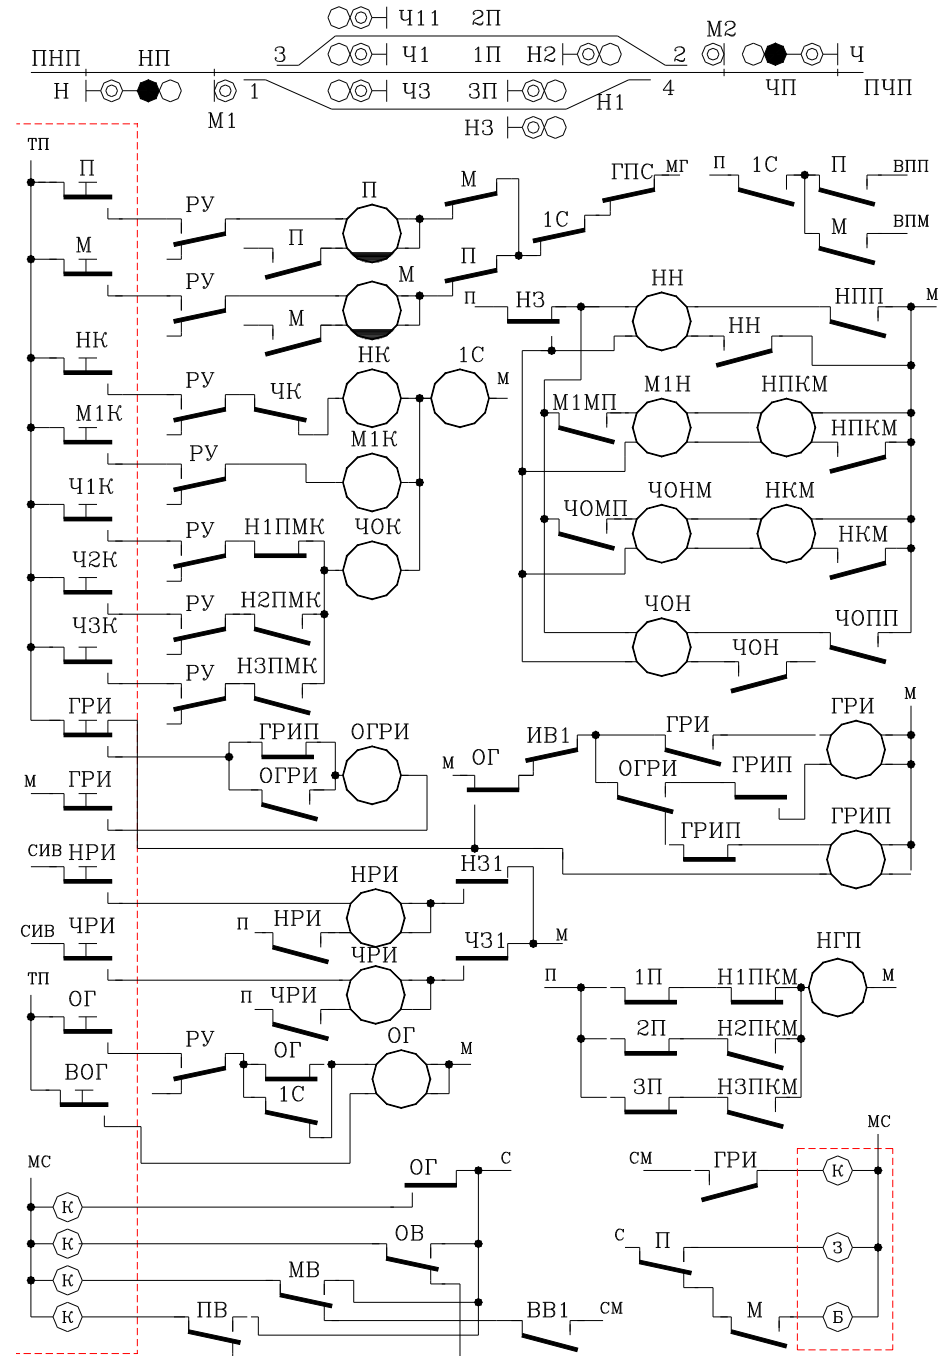 Ч11 2П
М2
ПНП НП 3 Ч1 1П Н2 2 Ч
Н 1 Ч3 3П 4 ЧП ПЧП
М1 Н1
Н3
ТП
П П М ГПС МГ П 1С П ВПП
РУ 1С
М П П М ВПМ
РУ М П Н3 НН НПП М
М НН
НК НК 1С
РУ ЧК М М1Н НПКМ
М1К М1К М1МП НПКМ
РУ
Ч1К Н1ПМК ЧОК ЧОНМ НКМ
РУ ЧОМП НКМ
Ч2К
РУ Н2ПМК ЧОН ЧОПП
Ч3К ЧОН
РУ Н3ПМК
ГРИ М
ГРИП ОГРИ ИВ1 ГРИ ГРИ
М ГРИ ОГРИ М ОГ ОГРИ ГРИП
ГРИП ГРИП
СИВ НРИ Н31
НРИ
П НРИ
СИВ ЧРИ ЧРИ Ч31 М НГП
ТП П 1П Н1ПКМ М
ОГ П ЧРИ
РУ ОГ ОГ М 2П Н2ПКМ
ВОГ 1С 3П Н3ПКМ
МС
МС ОГ С СМ ГРИ К
К
К ОВ С П З
К МВ
К ПВ ВВ1 СМ М Б